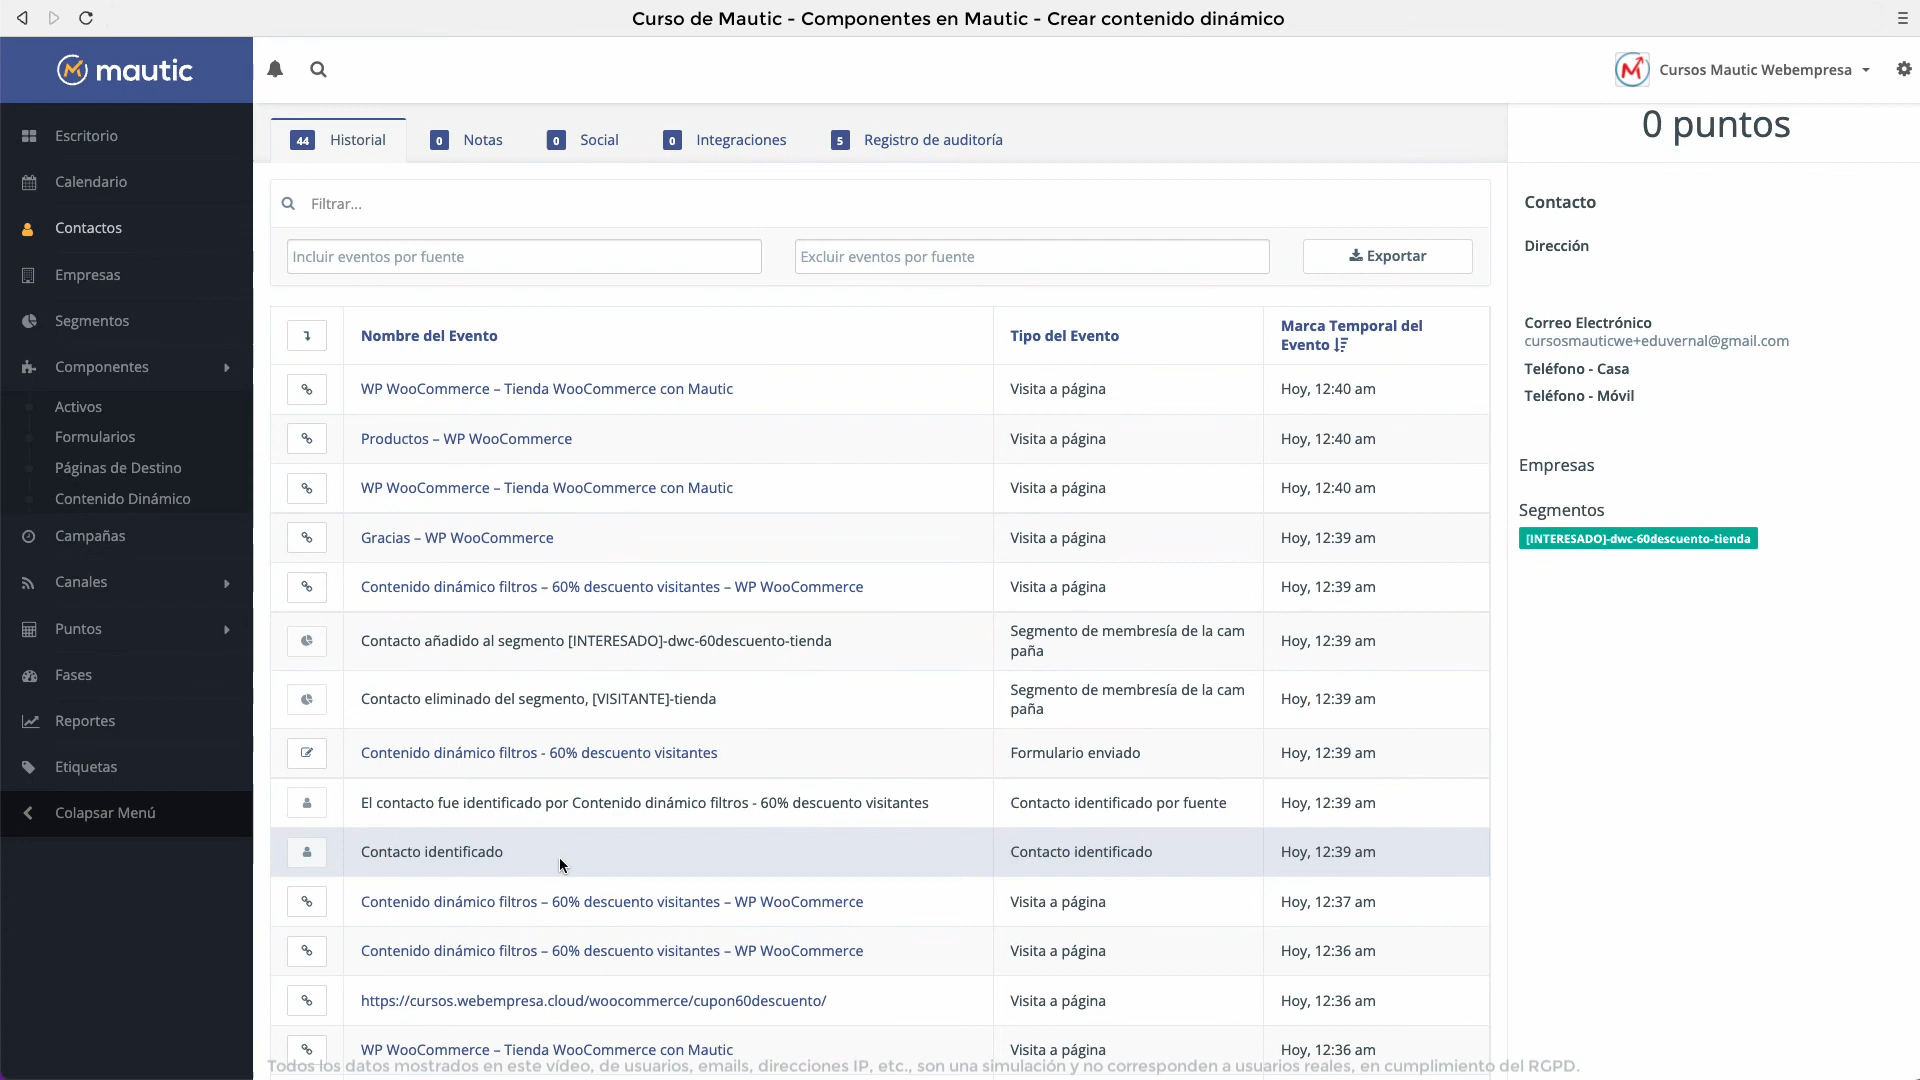 Curso de Mautic - Componentes en Mautic - Crear contenido dinámico
mautic
Cursos Mautic Webempresa
Escritorio
Calendario
Contactos
Empresas
Segmentos
Componentes
Activos
Formularios
Páginas de Destino
Contenido Dinámico
Campañas
Canales
Puntos
Fases
Reportes
Etiquetas
Colapsar Menú
44 Historial
0 Notas
0 Social
0 Integraciones
5 Registro de auditoría
Filtrar...
Incluir eventos por fuente
Excluir eventos por fuente
Exportar
Nombre del Evento
Tipo del Evento
Marca Temporal del
Evento
WP WooCommerce – Tienda WooCommerce con Mautic
Visita a página
Hoy, 12:40 am
Productos – WP WooCommerce
Visita a página
Hoy, 12:40 am
WP WooCommerce – Tienda WooCommerce con Mautic
Visita a página
Hoy, 12:40 am
Gracias – WP WooCommerce
Visita a página
Hoy, 12:39 am
Contenido dinámico filtros – 60% descuento visitantes – WP WooCommerce
Visita a página
Hoy, 12:39 am
Contacto añadido al segmento [INTERESADO]-dwc-60descuento-tienda
Segmento de membresía de la cam
paña
Hoy, 12:39 am
Contacto eliminado del segmento, [VISITANTE]-tienda
Segmento de membresía de la cam
paña
Hoy, 12:39 am
Contenido dinámico filtros - 60% descuento visitantes
Formulario enviado
Hoy, 12:39 am
El contacto fue identificado por Contenido dinámico filtros - 60% descuento visitantes
Contacto identificado por fuente
Hoy, 12:39 am
Contacto identificado
Contacto identificado
Hoy, 12:39 am
Contenido dinámico filtros – 60% descuento visitantes – WP WooCommerce
Visita a página
Hoy, 12:37 am
Contenido dinámico filtros – 60% descuento visitantes – WP WooCommerce
Visita a página
Hoy, 12:36 am
https://cursos.webempresa.cloud/woocommerce/cupon60descuento/
Visita a página
Hoy, 12:36 am
WP WooCommerce – Tienda WooCommerce con Mautic
Visita a página
Hoy, 12:36 am
Todos los datos mostrados en este vídeo, de usuarios, emails, direcciones IP, etc., son una simulación y no corresponden a usuarios reales, en cumplimiento del RGPD.
0 puntos
Contacto
Dirección
Correo Electrónico
cursosmauticwe+eduvernal@gmail.com
Teléfono - Casa
Teléfono - Móvil
Empresas
Segmentos
[INTERESADO]-dwc-60descuento-tienda